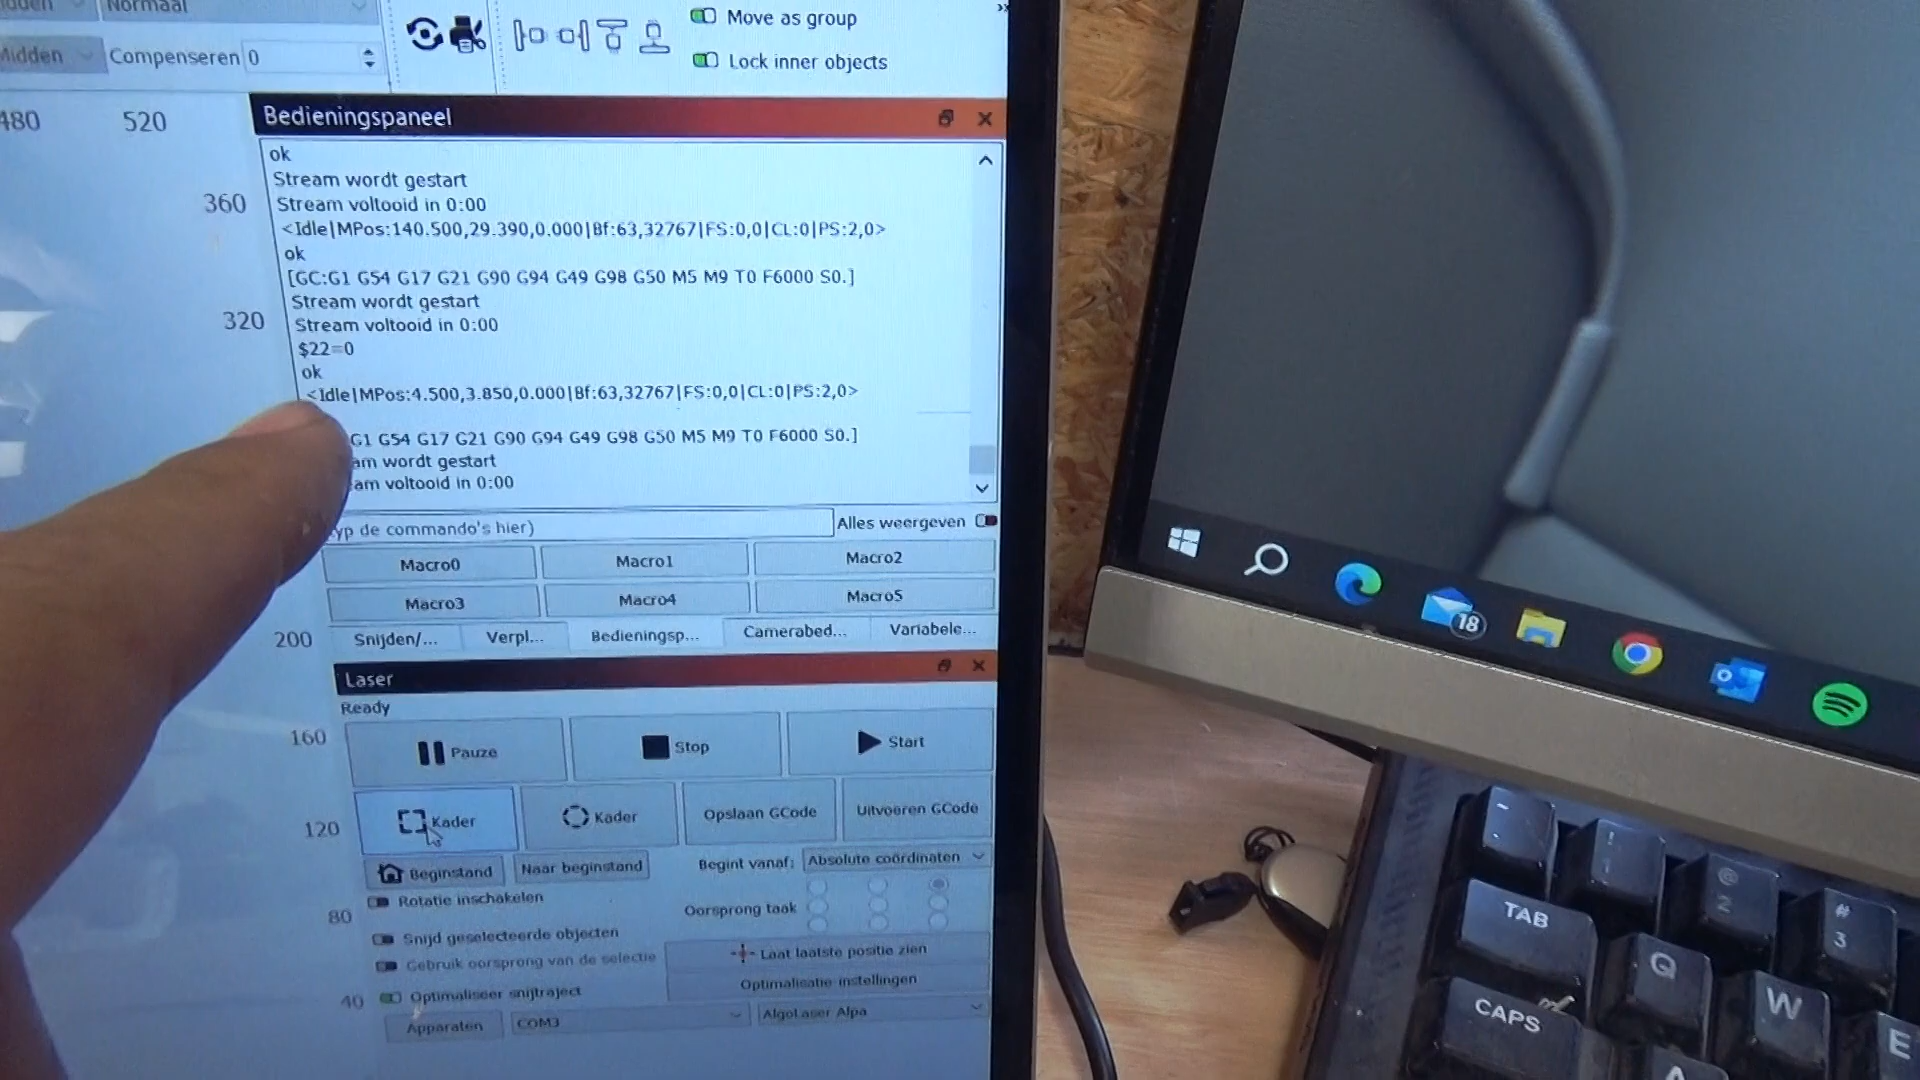 Normaal
Move as group
Midden
Compenseren 0
Lock inner objects
480
520
Bedieningspaneel
ok
Stream wordt gestart
360
Stream voltooid in 0:00
<Idle|MPos:140.500,29.390,0.000|Bf:63,32767|FS:0,0|CL:0|PS:2,0>
ok
[GC:G1 G54 G17 G21 G90 G94 G49 G98 G50 M5 M9 T0 F6000 S0.]
Stream wordt gestart
320
Stream voltooid in 0:00
$22=0
ok
<Idle|MPos:4.500,3.850,0.000|Bf:63,32767|FS:0,0|CL:0|PS:2,0>
G1 G54 G17 G21 G90 G94 G49 G98 G50 M5 M9 T0 F6000 S0.]
am wordt gestart
am voltooid in 0:00
yp de commando's hier)
Alles weergeven
Macro0
Macro1
Macro2
Macro3
Macro4
Macro5
200
Snijden/...
Verpl...
Bedieningsp...
Camerabed...
Variabele...
Laser
Ready
160
Pauze
Stop
Start
120
Kader
Kader
Opslaan GCode
Uitvoeren GCode
Beginstand
Naar beginstand
Begint vanaf:
Absolute coördinaten
80
Rotatie inschakelen
Oorsprong taak
Snijd geselecteerde objecten
Gebruik oorsprong van de selectie
Laat laatste positie zien
40
Optimaliseer snijtraject
Optimalisatie instellingen
Apparaten
COM3
AlgoLaser Alpa
18
TAB
CAPS
Q
W
E
A
~
!
@
2
#
3